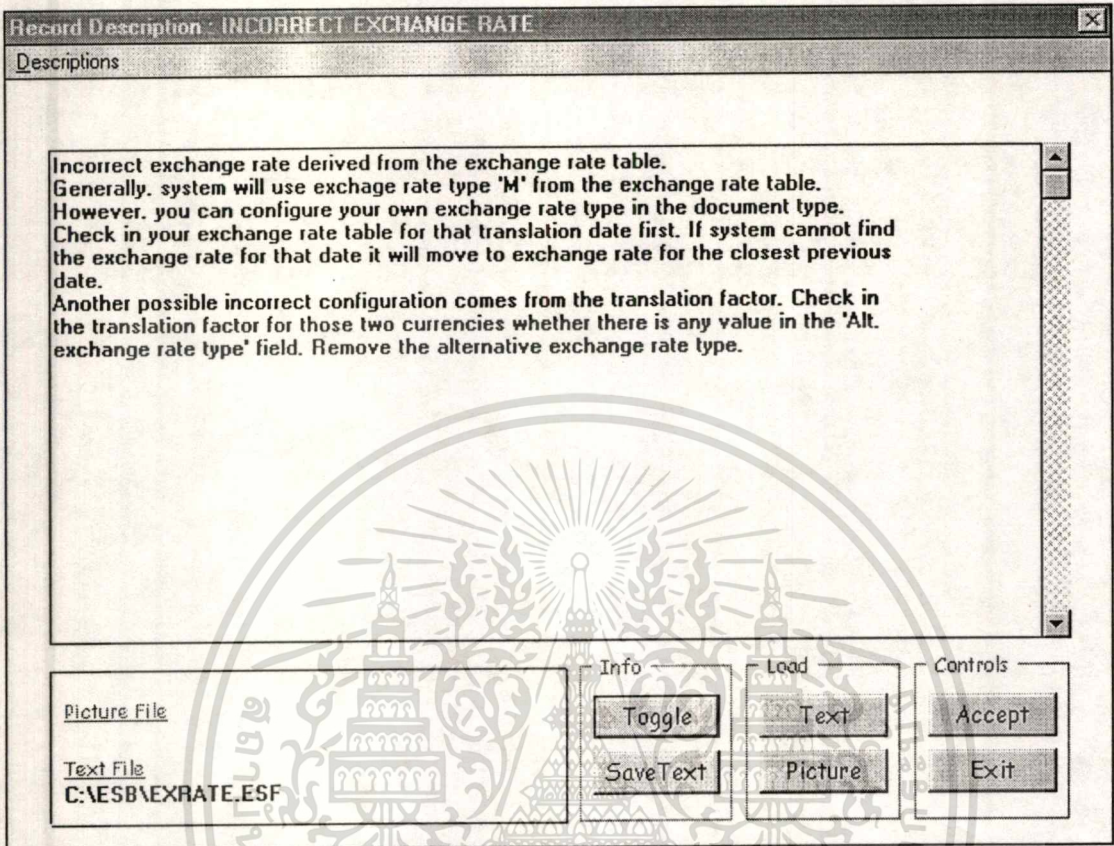 Record Description : INCORRECT EXCHANGE RATE
Descriptions
Incorrect exchange rate derived from the exchange rate table.
Generally. system will use exchage rate type 'M' from the exchange rate table.
However. you can configure your own exchange rate type in the document type.
Check in your exchange rate table for that translation date first. If system cannot find
the exchange rate for that date it will move to exchange rate for the closest previous
date.
Another possible incorrect configuration comes from the translation factor. Check in
the translation factor for those two currencies whether there is any value in the 'Alt.
exchange rate type' field. Remove the alternative exchange rate type.
Picture File
Text File
C:\ESB\EXRATE.ESF
Info
Toggle
SaveText
Load
Text
Picture
Controls
Accept
Exit